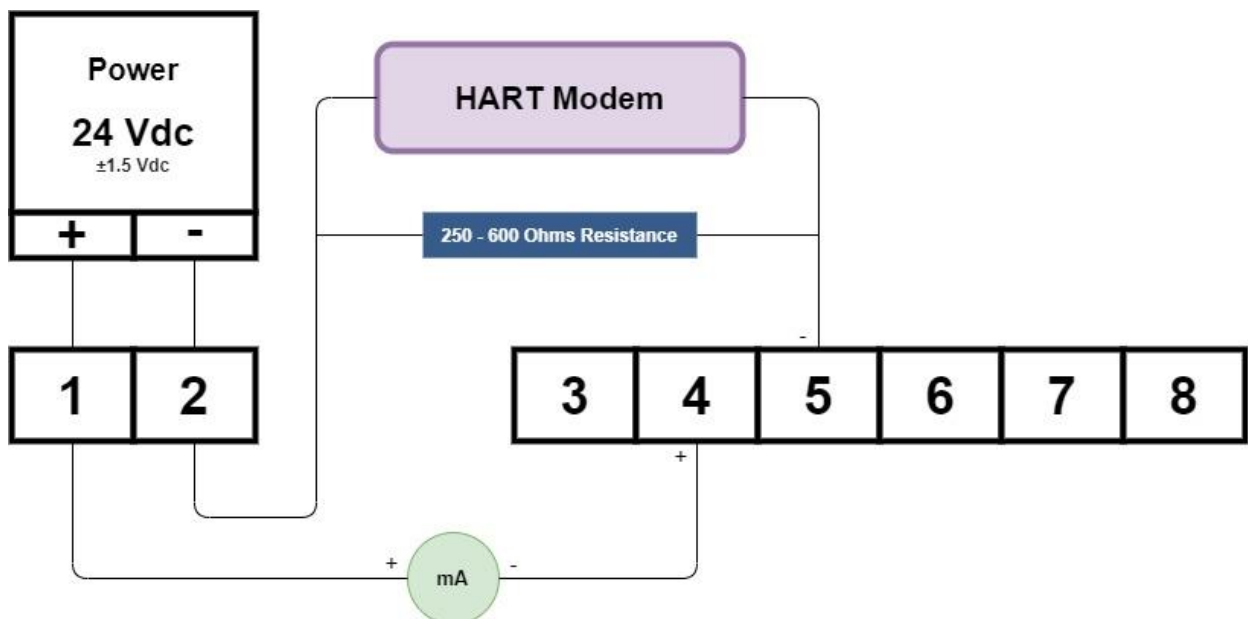 Power
24 Vdc
±1.5 Vdc
+ -
HART Modem
250 - 600 Ohms Resistance
-
1 2
3 4 5 6 7 8
+
+ mA -